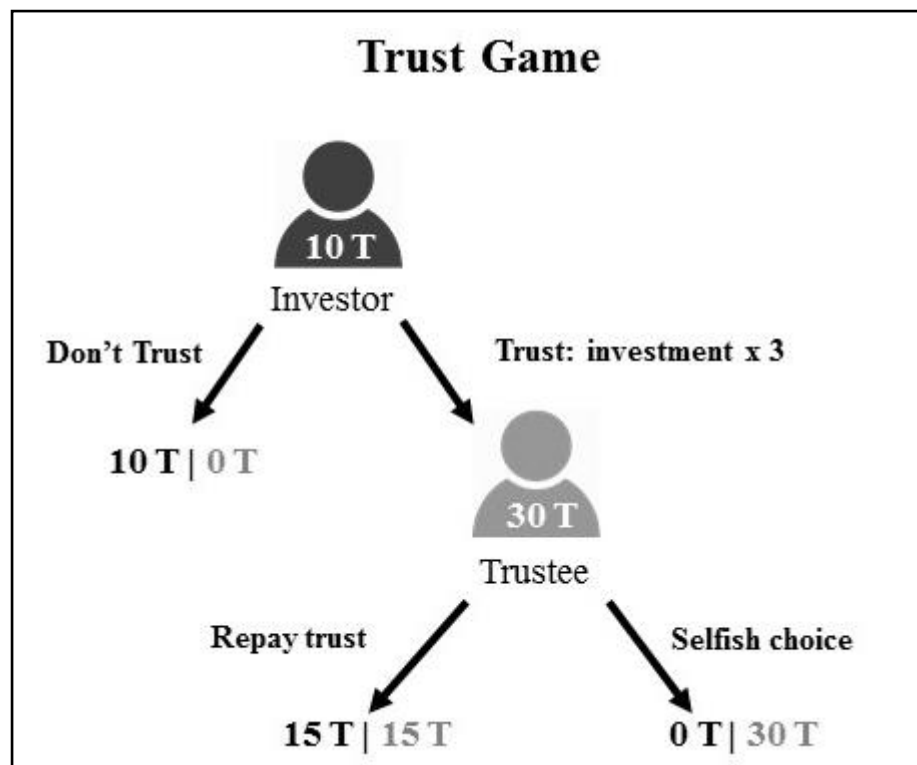 Trust Game
10 T
Investor
Don't Trust
Trust: investment x 3
10 T | 0 T
30 T
Trustee
Repay trust
Selfish choice
15 T | 15 T
0 T | 30 T